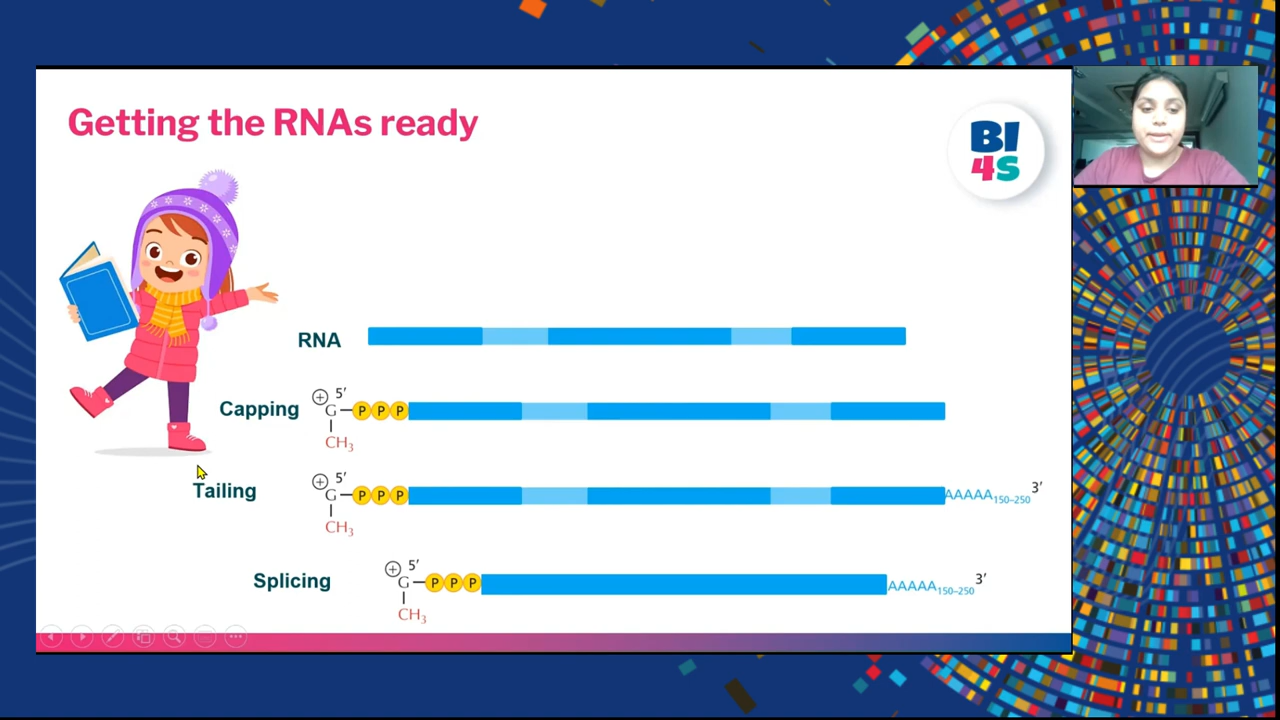 Getting the RNAs ready
BI
4S
RNA
Capping
+
5′
G
P P P
CH3
Tailing
+
5′
G
P P P
AAAAA150–250
3′
CH3
Splicing
+
5′
G
P P P
AAAAA150–250
3′
CH3